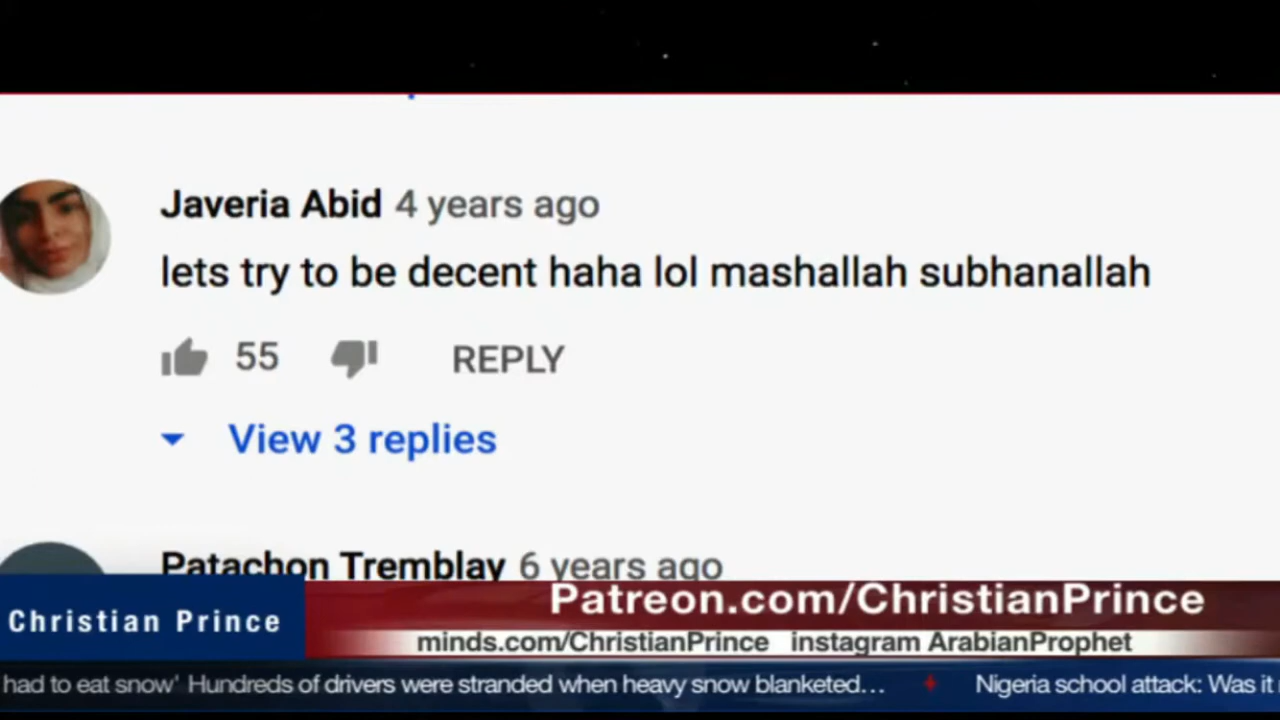 Javeria Abid 4 years ago
lets try to be decent haha lol mashallah subhanallah
55 REPLY
View 3 replies
Patachon Tremblay 6 years ago
Patreon.com/ChristianPrince
Christian Prince
minds.com/ChristianPrince instagram ArabianProphet
had to eat snow' Hundreds of drivers were stranded when heavy snow blanketed... Nigeria school attack: Was it